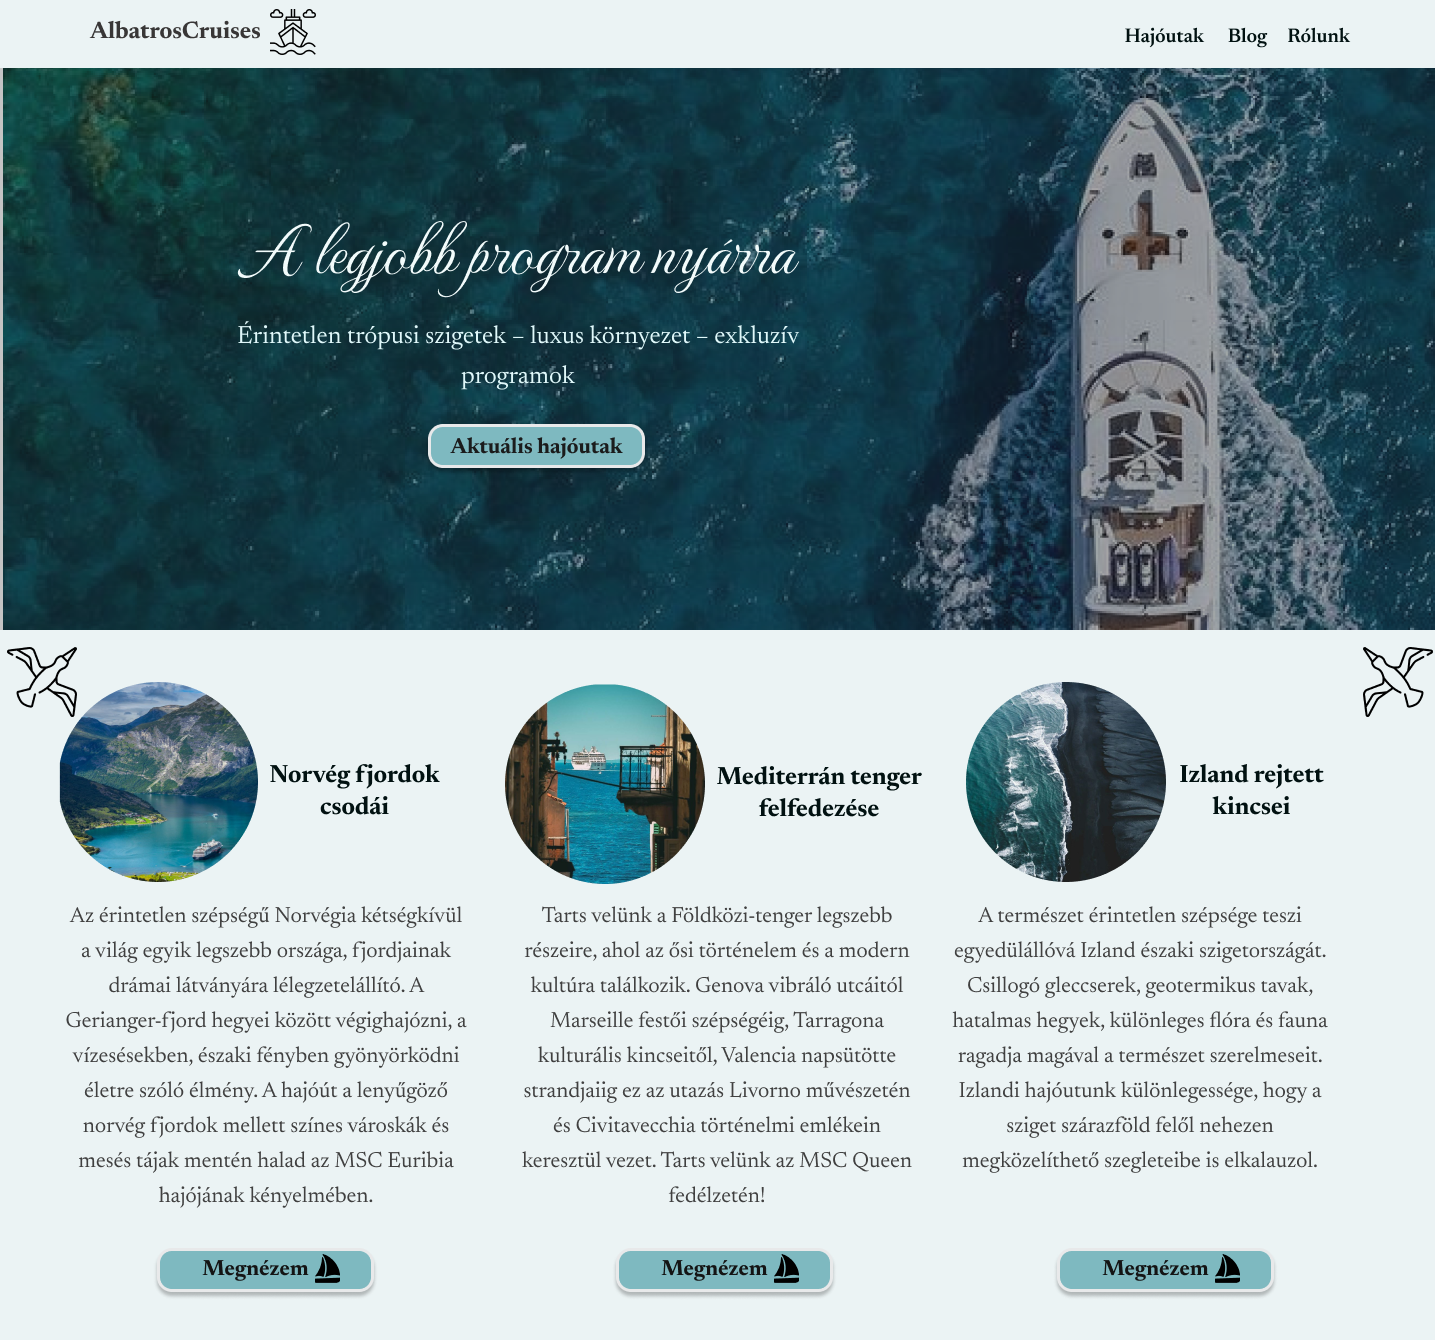 AlbatrosCruises
Hajóutak Blog Rólunk
A legjobb program nyárra
Érintetlen trópusi szigetek – luxus környezet – exkluzív
programok
Aktuális hajóutak
Norvég fjordok
csodái
Az érintetlen szépségű Norvégia kétségkívül
a világ egyik legszebb országa, fjordjainak
drámai látványára lélegzetelállító. A
Gerianger-fjord hegyei között végighajózni, a
vízesésekben, északi fényben gyönyörködni
életre szóló élmény. A hajóút a lenyűgöző
norvég fjordok mellett színes városkák és
mesés tájak mentén halad az MSC Euribia
hajójának kényelmében.
Megnézem
Mediterrán tenger
felfedezése
Tarts velünk a Földközi-tenger legszebb
részeire, ahol az ősi történelem és a modern
kultúra találkozik. Genova vibráló utcáitól
Marseille festői szépségéig, Tarragona
kulturális kincseitől, Valencia napsütötte
strandjaiig ez az utazás Livorno művészetén
és Civitavecchia történelmi emlékein
keresztül vezet. Tarts velünk az MSC Queen
fedélzetén!
Megnézem
Izland rejtett
kincsei
A természet érintetlen szépsége teszi
egyedülállóvá Izland északi szigetországát.
Csillogó gleccserek, geotermikus tavak,
hatalmas hegyek, különleges flóra és fauna
ragadja magával a természet szerelmeseit.
Izlandi hajóutunk különlegessége, hogy a
sziget szárazföld felől nehezen
megközelíthető szegleteibe is elkalauzol.
Megnézem